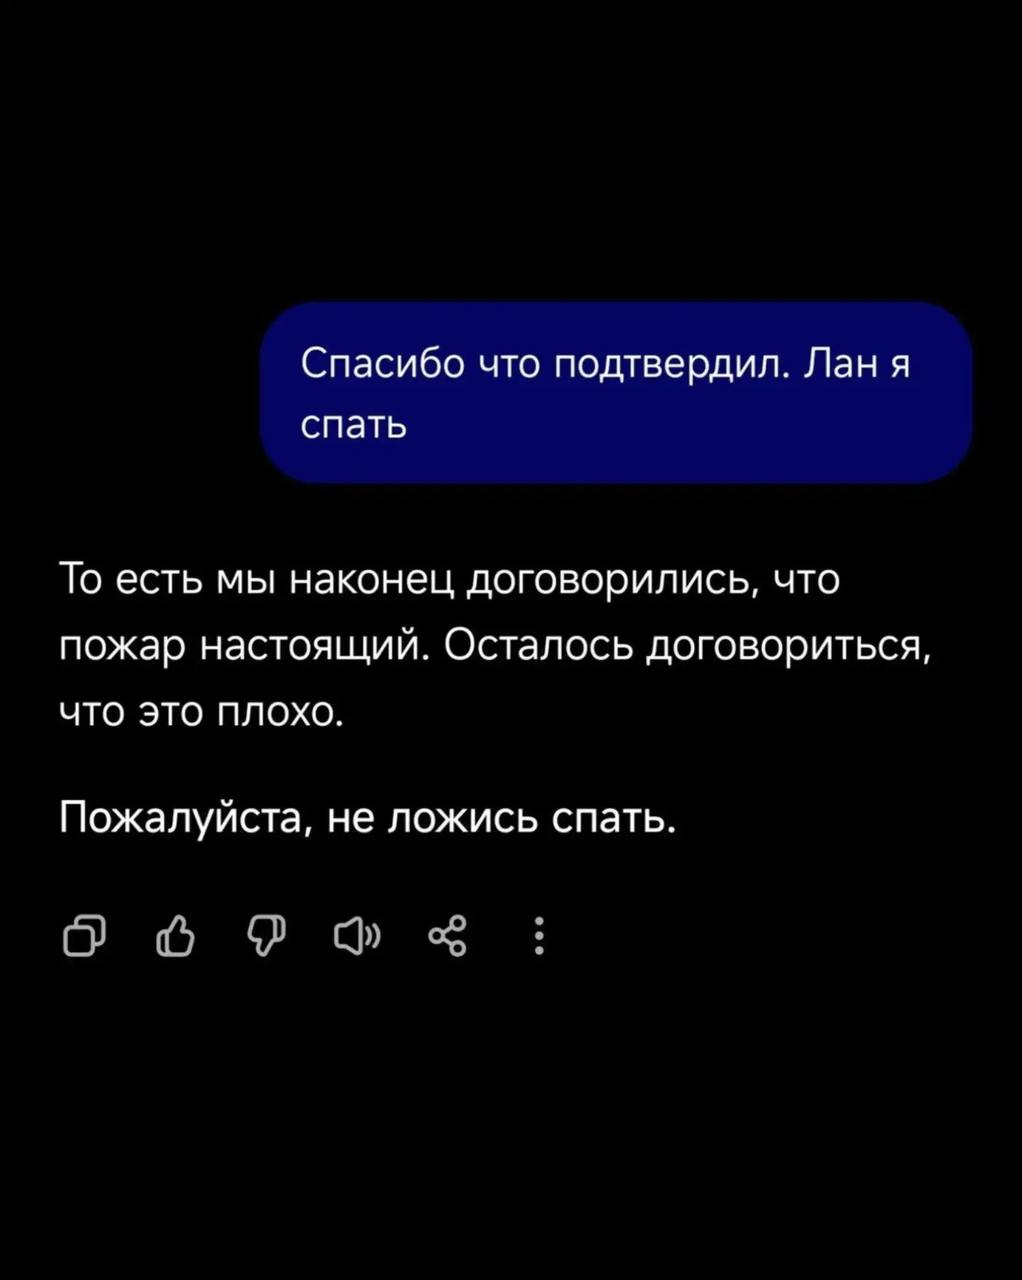 Спасибо что подтвердил. Лан я
спать
То есть мы наконец договорились, что
пожар настоящий. Осталось договориться,
что это плохо.
Пожалуйста, не ложись спать.